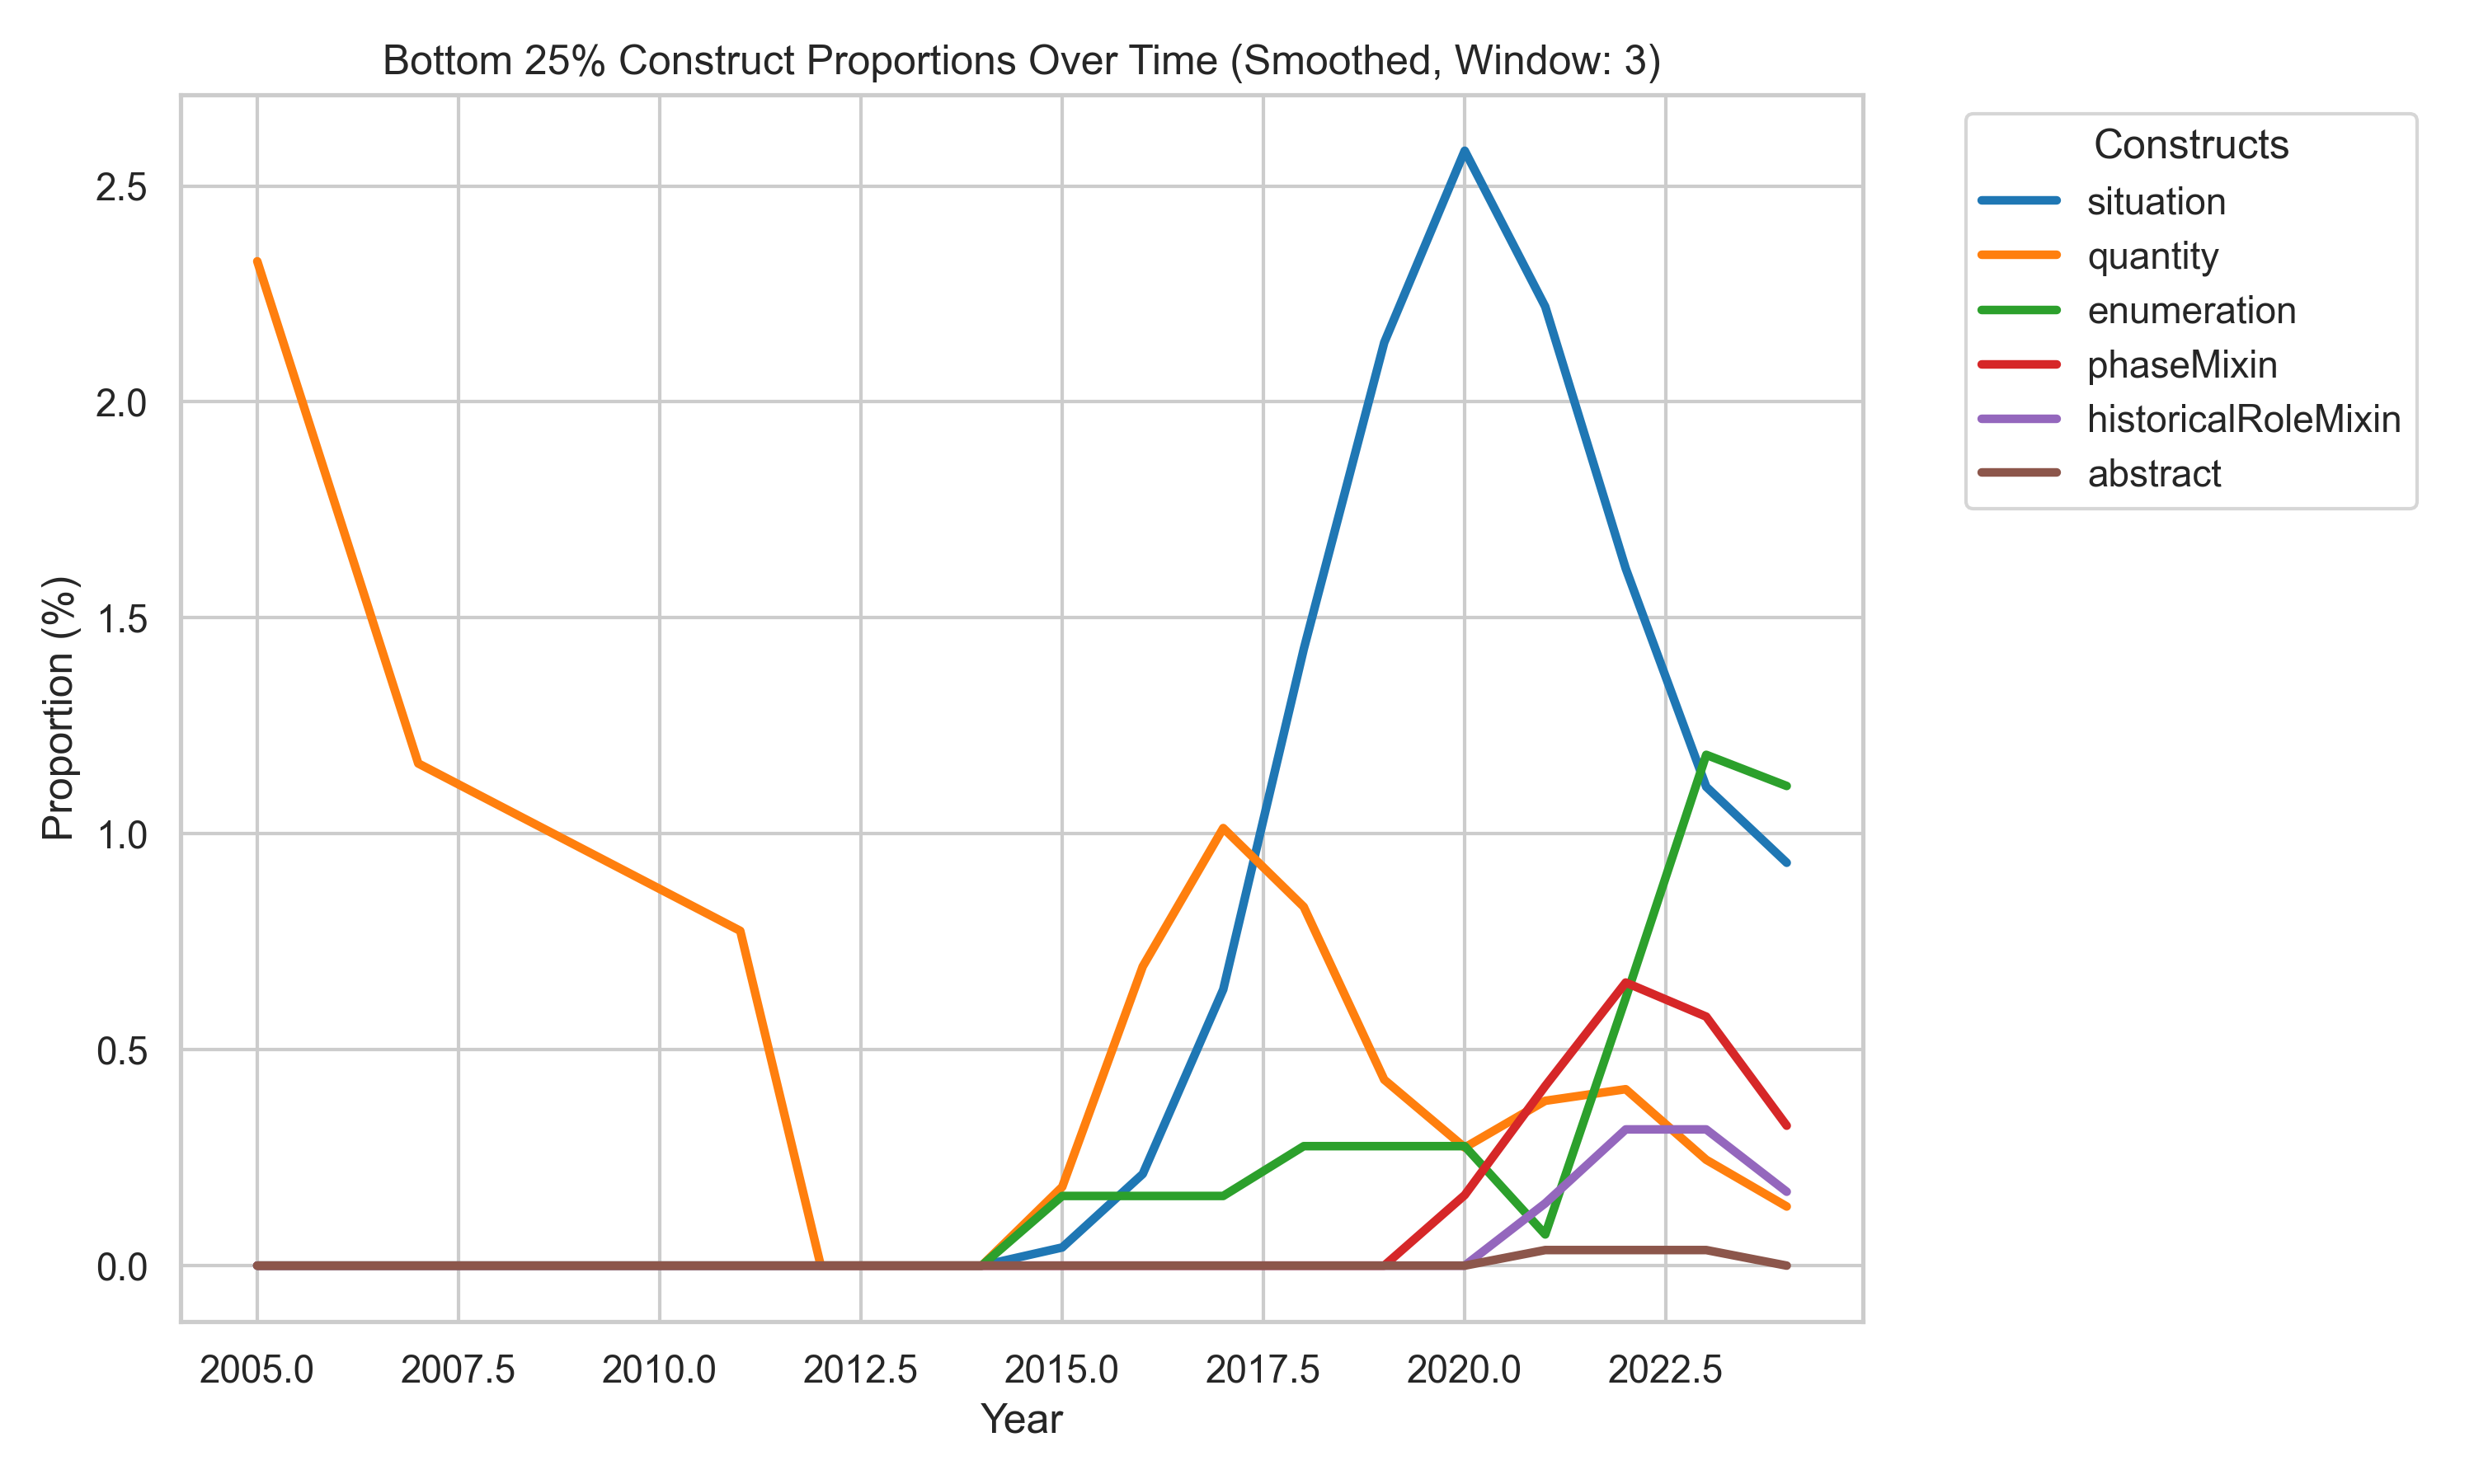 Bottom 25% Construct Proportions Over Time (Smoothed, Window: 3)
Proportion (%)
2.5
2.0
1.5
1.0
0.5
0.0
2005.0 2007.5 2010.0 2012.5 2015.0 2017.5 2020.0 2022.5
Year
Constructs
situation
quantity
enumeration
phaseMixin
historicalRoleMixin
abstract